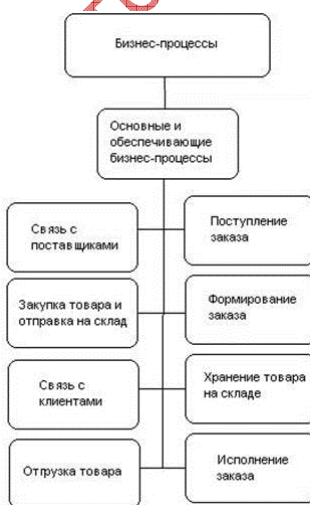 Бизнес-процессы
Основные и
обеспечивающие
бизнес-процессы
Связь с
поставщиками
Поступление
заказа
Закупка товара и
отправка на склад
Формирование
заказа
Связь с
клиентами
Хранение товара
на складе
Отгрузка товара
Исполнение
заказа